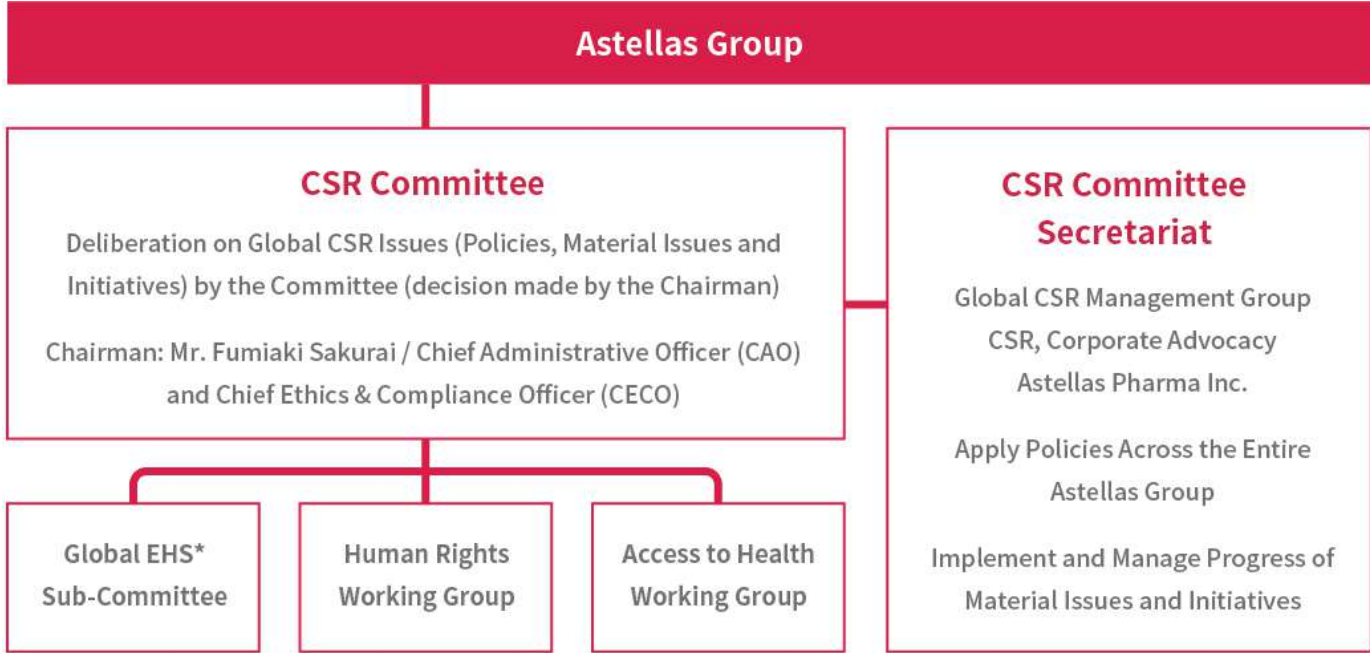 Astellas Group
CSR Committee
Deliberation on Global CSR Issues (Policies, Material Issues and
Initiatives) by the Committee (decision made by the Chairman)
Chairman: Mr. Fumiaki Sakurai / Chief Administrative Officer (CAO)
and Chief Ethics & Compliance Officer (CECO)
CSR Committee
Secretariat
Global CSR Management Group
CSR, Corporate Advocacy
Astellas Pharma Inc.
Apply Policies Across the Entire
Astellas Group
Implement and Manage Progress of
Material Issues and Initiatives
Global EHS*
Sub-Committee
Human Rights
Working Group
Access to Health
Working Group